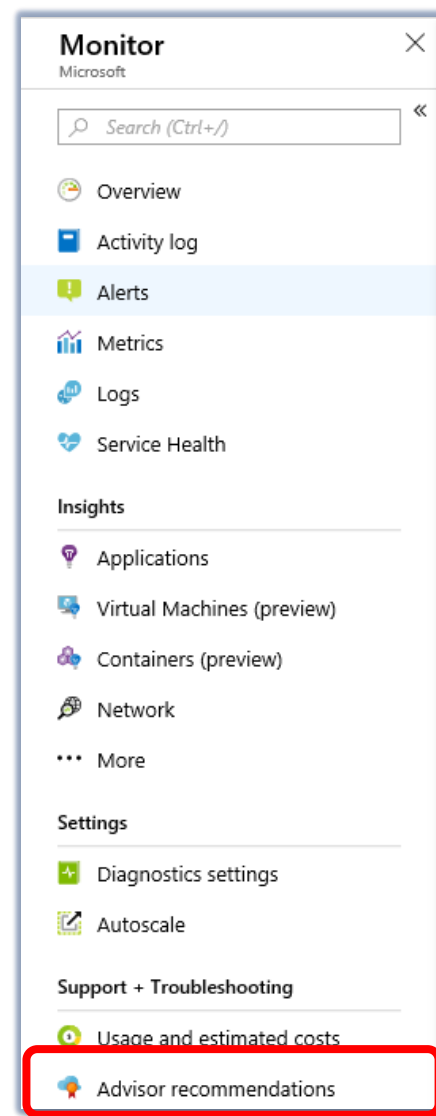 Monitor
Microsoft
Search (Ctrl+/)
Overview
Activity log
Alerts
Metrics
Logs
Service Health
Insights
Applications
Virtual Machines (preview)
Containers (preview)
Network
More
Settings
Diagnostics settings
Autoscale
Support + Troubleshooting
Usage and estimated costs
Advisor recommendations